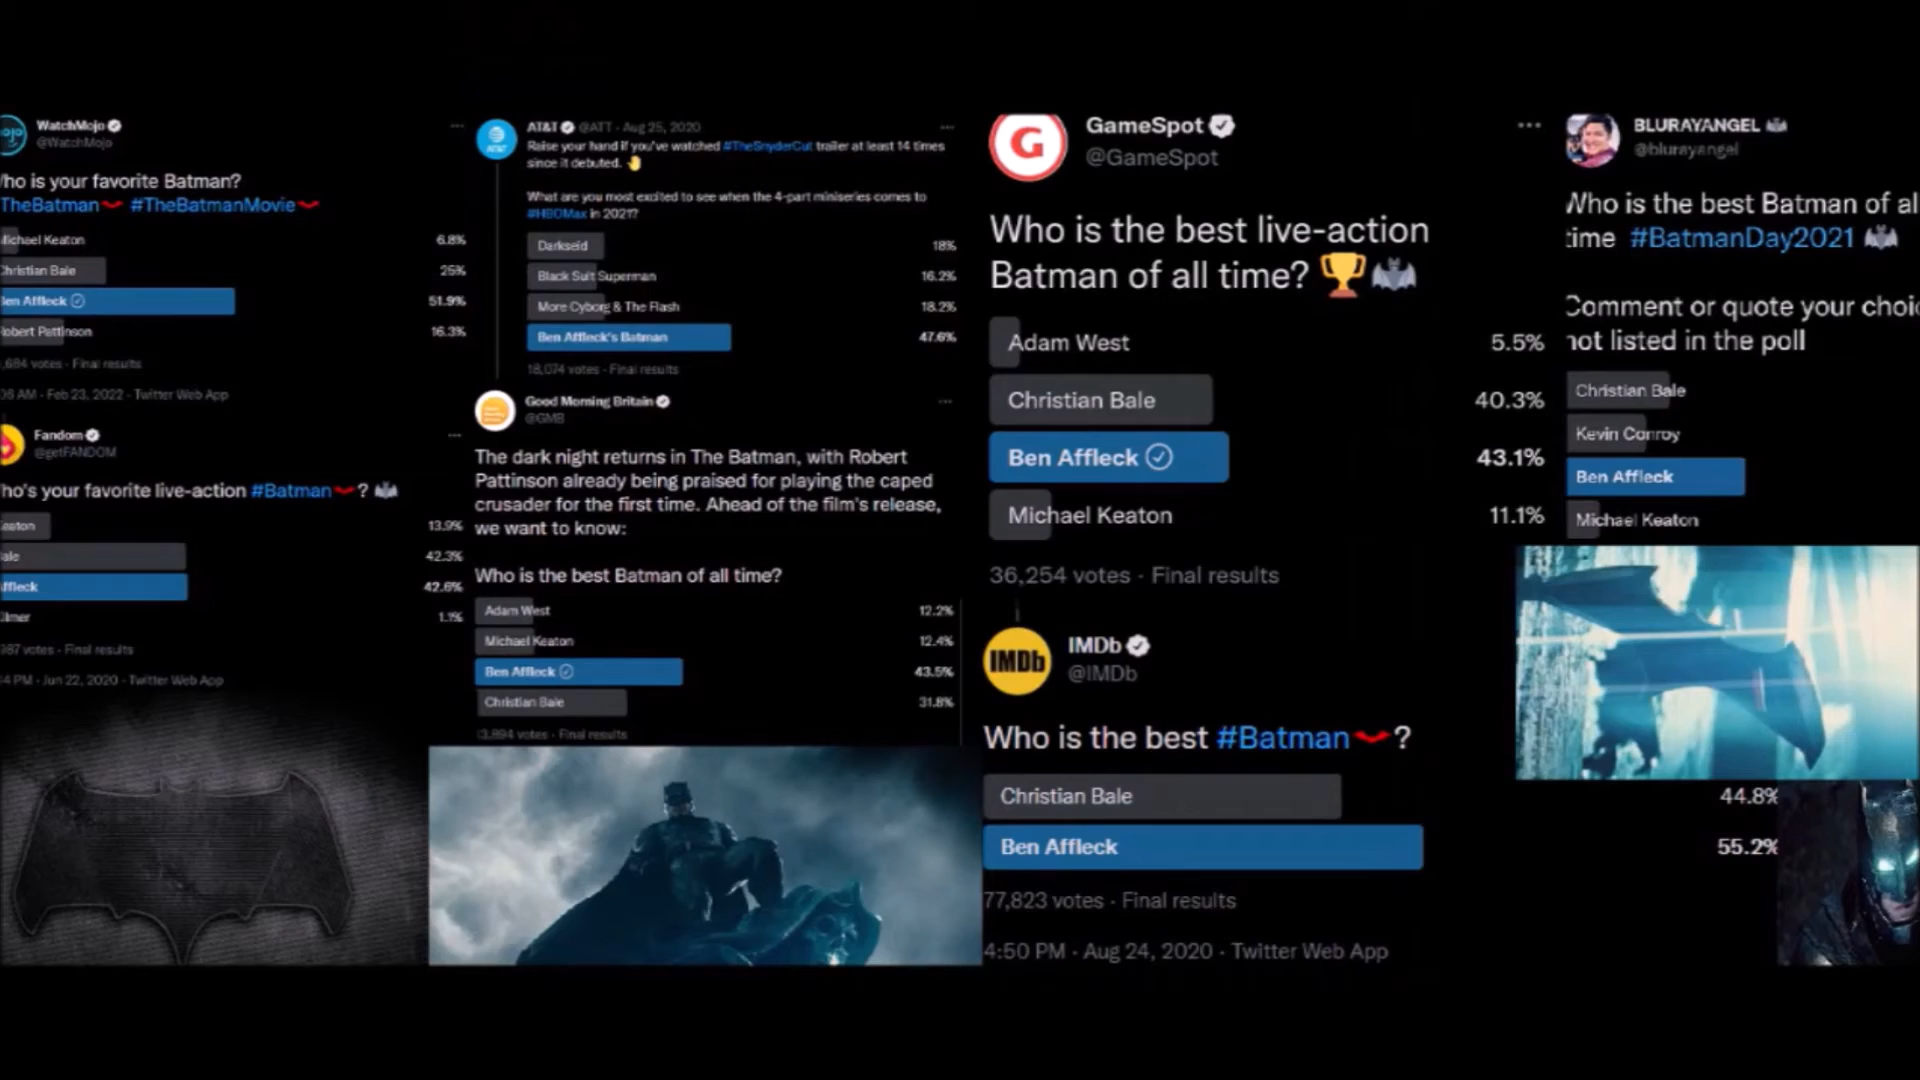 WatchMojo
@WatchMojo
ho is your favorite Batman?
TheBatman #TheBatmanMovie
Michael Keaton 6.8%
Christian Bale 25%
Ben Affleck 51.9%
Robert Pattinson 16.3%
,684 votes · Final results
AM · Feb 23, 2022 · Twitter Web App
Fandom
@getFANDOM
ho's your favorite live-action #Batman ?
eaton 13.9%
ale 42.3%
ffleck 42.6%
ilmer 1.1%
987 votes · Final results
4 PM · Jun 22, 2020 · Twitter Web App
AT&T @ATT · Aug 25, 2020
Raise your hand if you've watched #TheSnyderCut trailer at least 14 times
since it debuted.
What are you most excited to see when the 4-part miniseries comes to
#HBOMax in 2021?
Darkseid 18%
Black Suit Superman 16.2%
More Cyborg & The Flash 18.2%
Ben Affleck's Batman 47.6%
18,074 votes · Final results
Good Morning Britain
@GMB
The dark night returns in The Batman, with Robert
Pattinson already being praised for playing the caped
crusader for the first time. Ahead of the film's release,
we want to know:
Who is the best Batman of all time?
Adam West 12.2%
Michael Keaton 12.4%
Ben Affleck 43.5%
Christian Bale 31.8%
3,894 votes · Final results
G
GameSpot
@GameSpot
Who is the best live-action
Batman of all time?
Adam West 5.5%
Christian Bale 40.3%
Ben Affleck 43.1%
Michael Keaton 11.1%
36,254 votes · Final results
IMDb
IMDb
@IMDb
Who is the best #Batman ?
Christian Bale 44.8%
Ben Affleck 55.2%
77,823 votes · Final results
4:50 PM · Aug 24, 2020 · Twitter Web App
BLURAYANGEL
@blurayangel
Who is the best Batman of al
time #BatmanDay2021
Comment or quote your choic
not listed in the poll
Christian Bale
Kevin Conroy
Ben Affleck
Michael Keaton